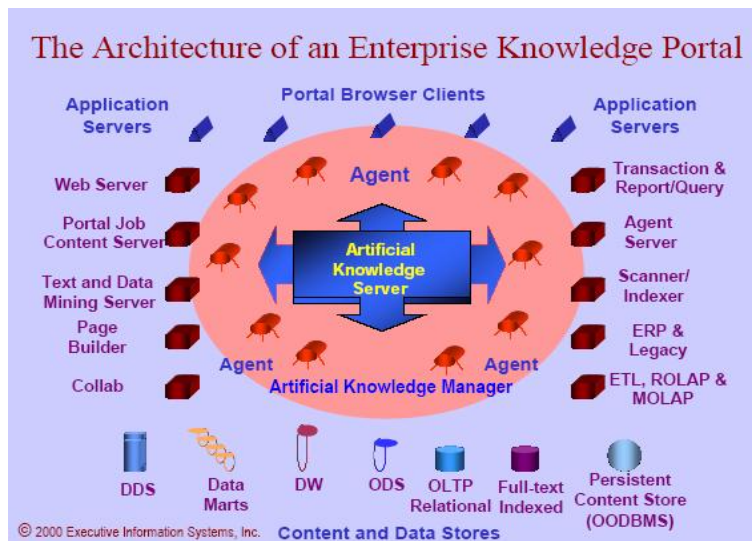 The Architecture of an Enterprise Knowledge Portal
Portal Browser Clients
Application
Servers
Application
Servers
Web Server
Portal Job
Content Server
Text and Data
Mining Server
Page
Builder
Collab
Agent
Artificial
Knowledge
Server
Agent
Agent
Artificial Knowledge Manager
Transaction &
Report/Query
Agent
Server
Scanner/
Indexer
ERP &
Legacy
ETL, ROLAP &
MOLAP
DDS
Data
Marts
DW
ODS
OLTP
Relational
Full-text
Indexed
Persistent
Content Store
(OODBMS)
© 2000 Executive Information Systems, Inc.
Content and Data Stores